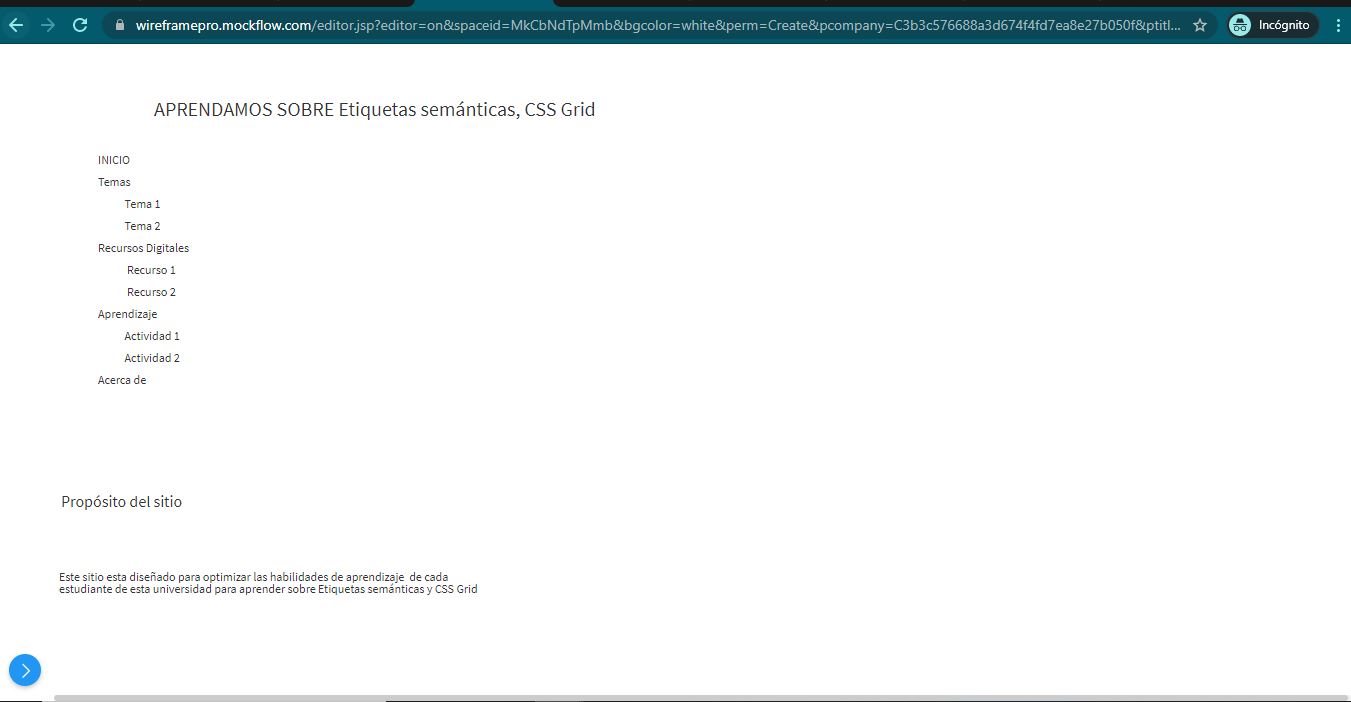 wireframepro.mockflow.com/editor.jsp?editor=on&spaceid=MkCbNdTpMmb&bgcolor=white&perm=Create&pcompany=C3b3c576688a3d674f4fd7ea8e27b050f&ptitl... Incógnito
APRENDAMOS SOBRE Etiquetas semánticas, CSS Grid
INICIO
Temas
Tema 1
Tema 2
Recursos Digitales
Recurso 1
Recurso 2
Aprendizaje
Actividad 1
Actividad 2
Acerca de
Propósito del sitio
Este sitio esta diseñado para optimizar las habilidades de aprendizaje  de cada
estudiante de esta universidad para aprender sobre Etiquetas semánticas y CSS Grid